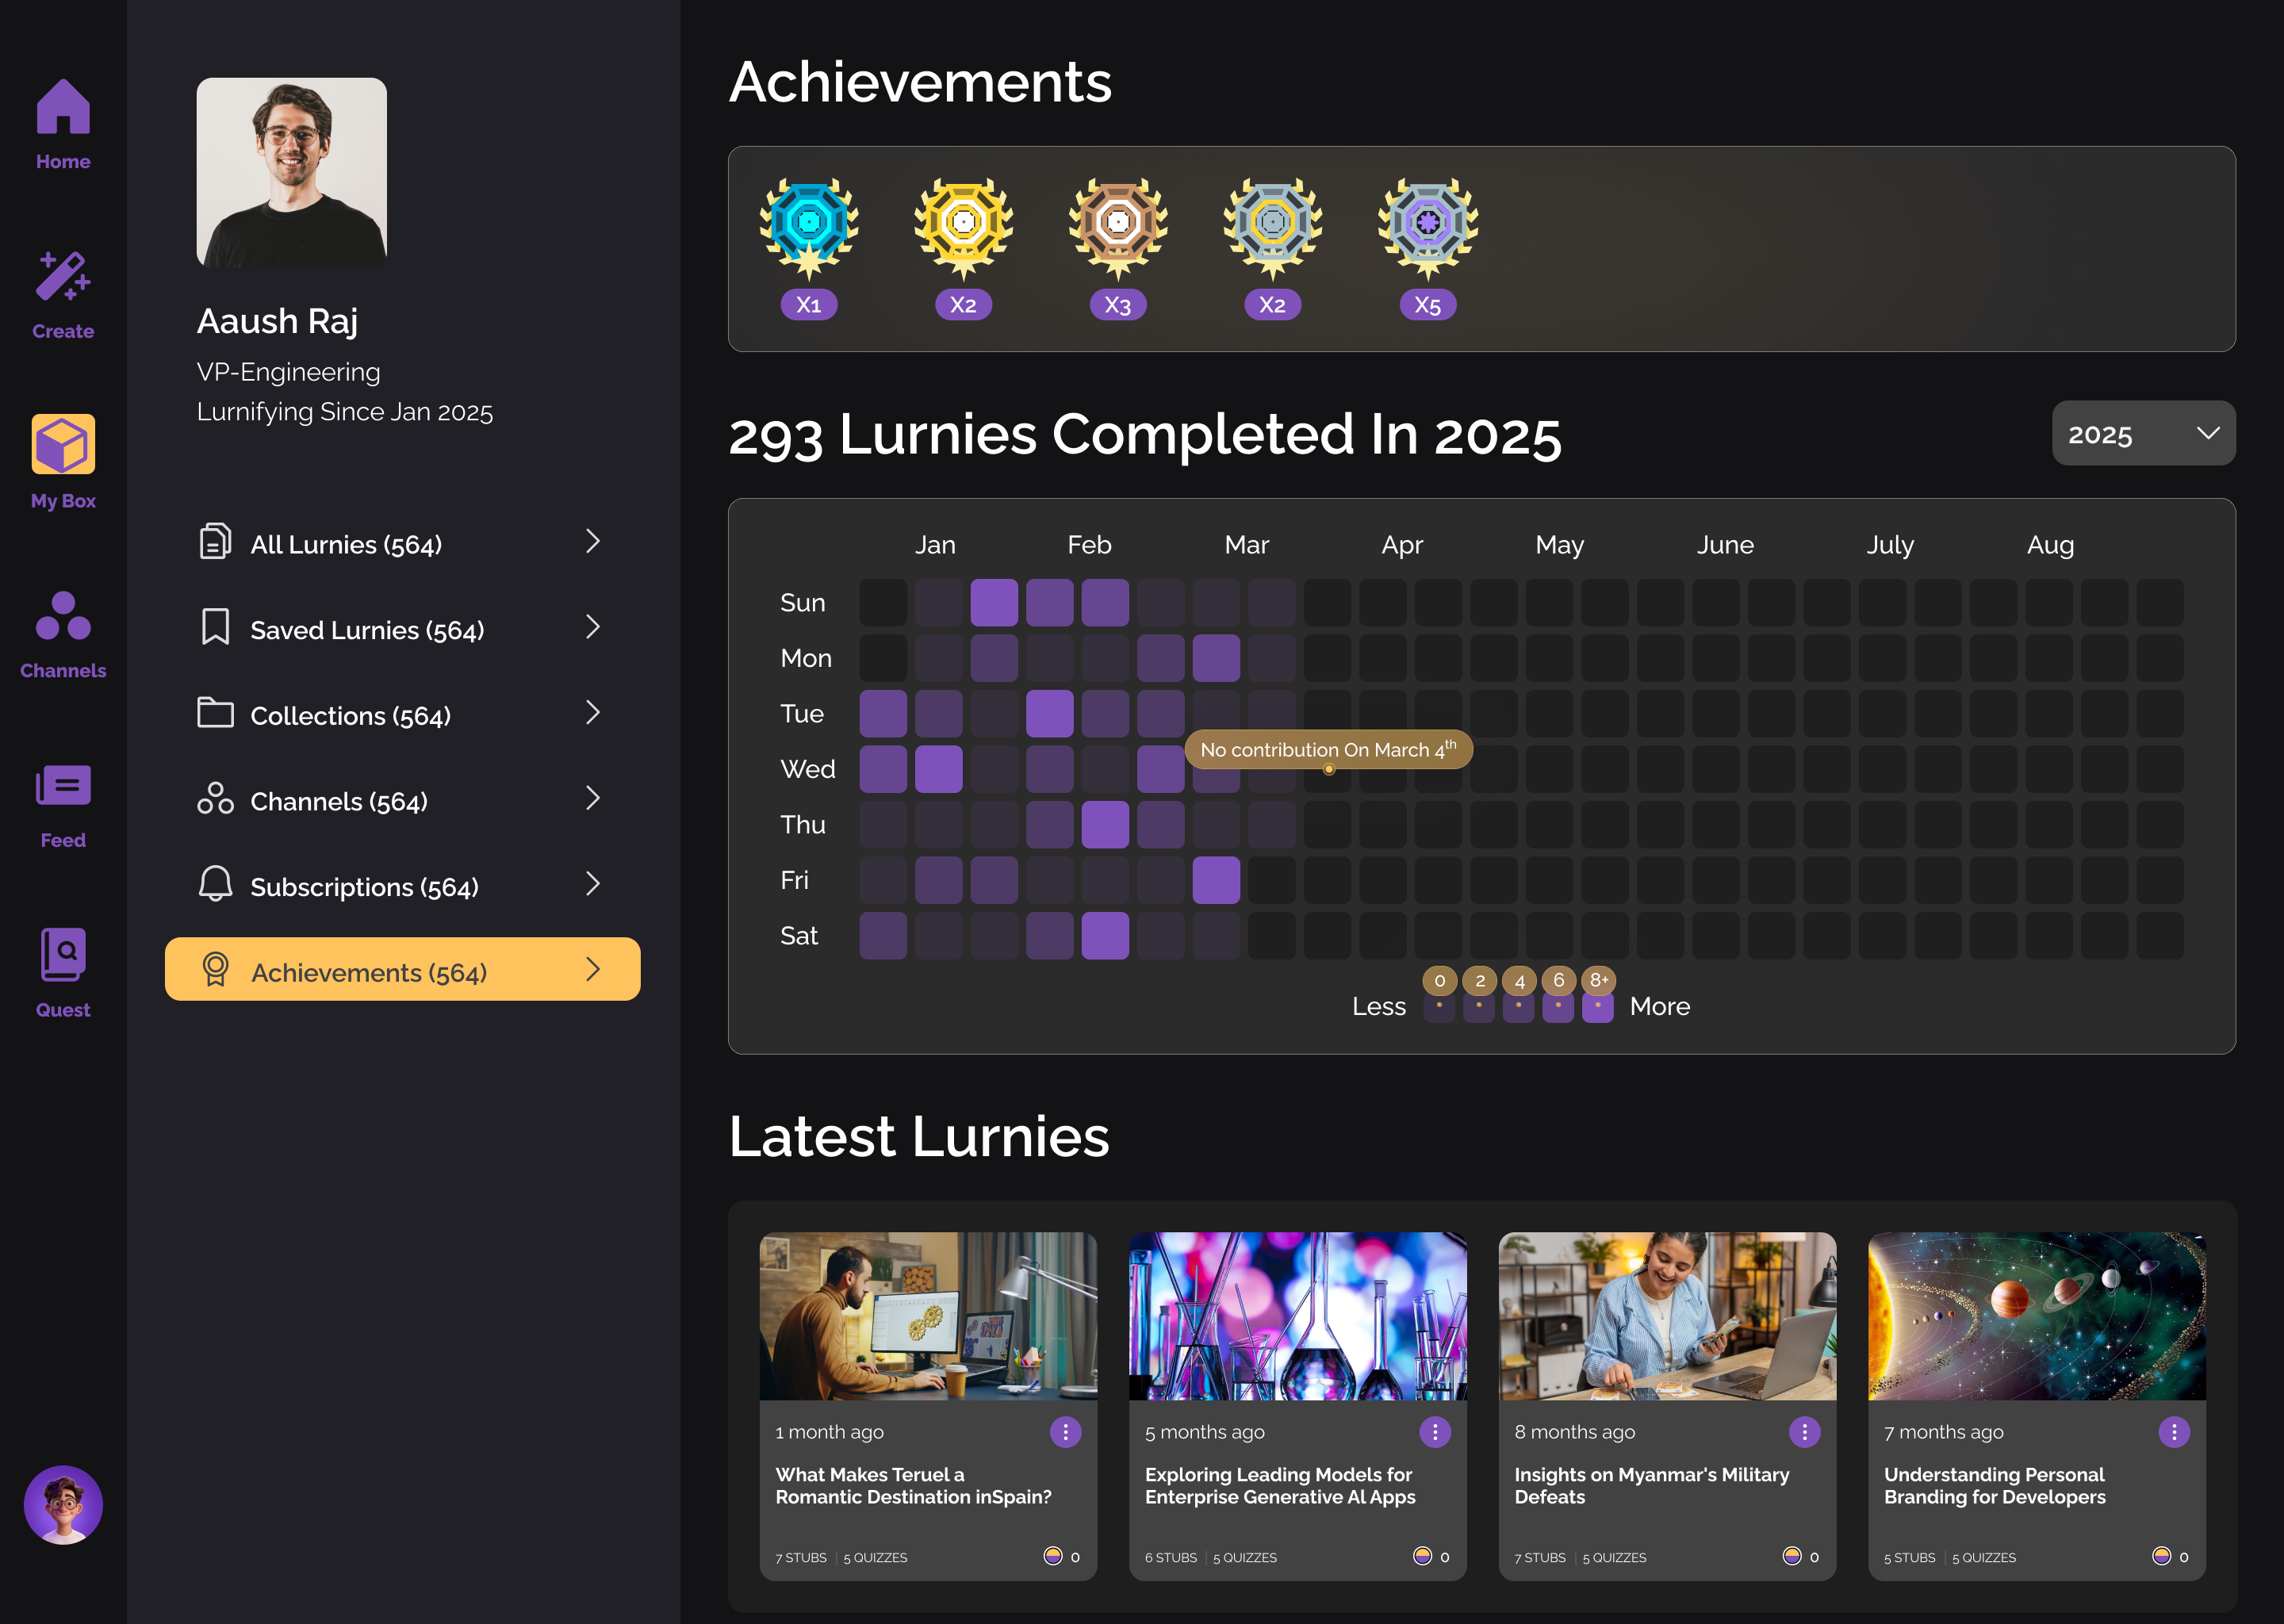 Home
Create
My Box
Channels
Feed
Quest
Aaush Raj
VP-Engineering
Lurnifying Since Jan 2025
All Lurnies (564)
Saved Lurnies (564)
Collections (564)
Channels (564)
Subscriptions (564)
Achievements (564)
Achievements
X1 X2 X3 X2 X5
293 Lurnies Completed In 2025
2025
Jan Feb Mar Apr May June July Aug
Sun
Mon
Tue
No contribution On March 4th
Wed
Thu
Fri
Sat
0 2 4 6 8+
Less More
Latest Lurnies
1 month ago
What Makes Teruel a
Romantic Destination inSpain?
7 STUBS | 5 QUIZZES 0
5 months ago
Exploring Leading Models for
Enterprise Generative Al Apps
6 STUBS | 5 QUIZZES 0
8 months ago
Insights on Myanmar's Military
Defeats
7 STUBS | 5 QUIZZES 0
7 months ago
Understanding Personal
Branding for Developers
5 STUBS | 5 QUIZZES 0